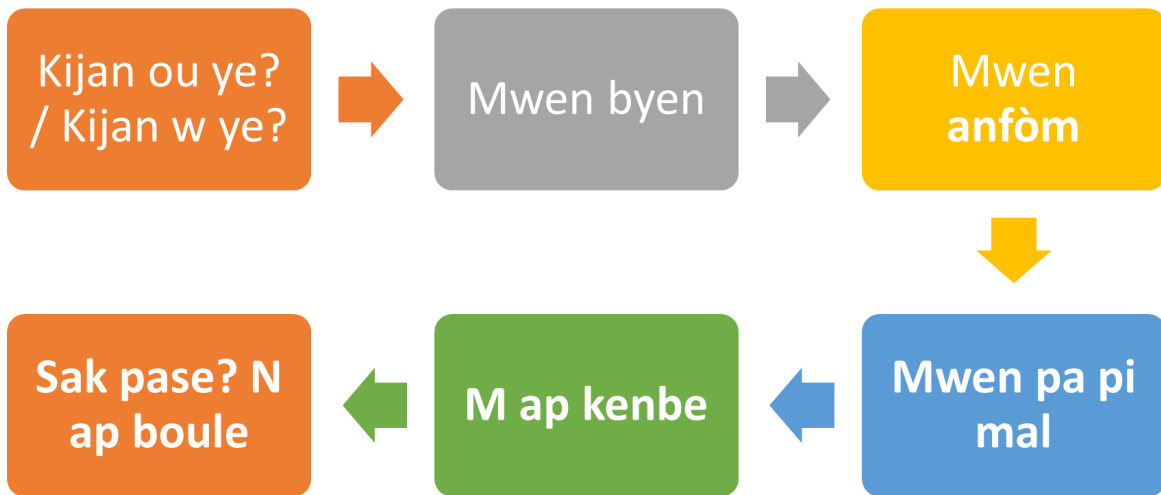 Kijan ou ye?
/ Kijan w ye?
Mwen byen
Mwen
anfòm
Mwen pa pi
mal
M ap kenbe
Sak pase? N
ap boule